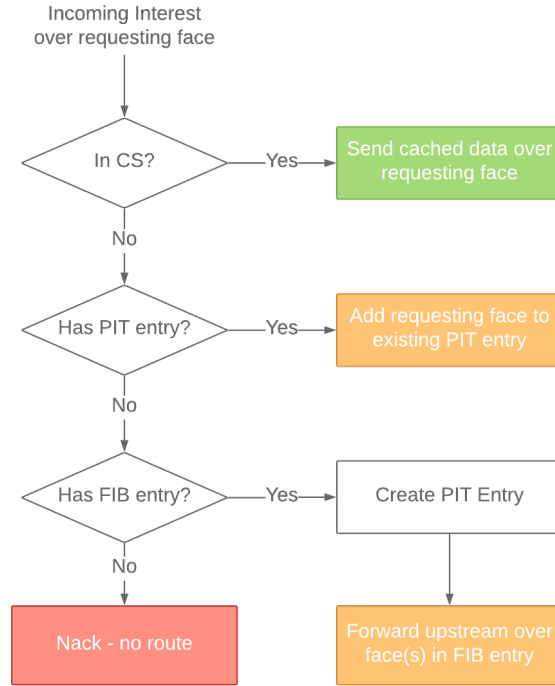 Incoming Interest
over requesting face
In CS?
Yes
Send cached data over
requesting face
No
Has PIT entry?
Yes
Add requesting face to
existing PIT entry
No
Has FIB entry?
Yes
Create PIT Entry
No
Nack - no route
Forward upstream over
face(s) in FIB entry